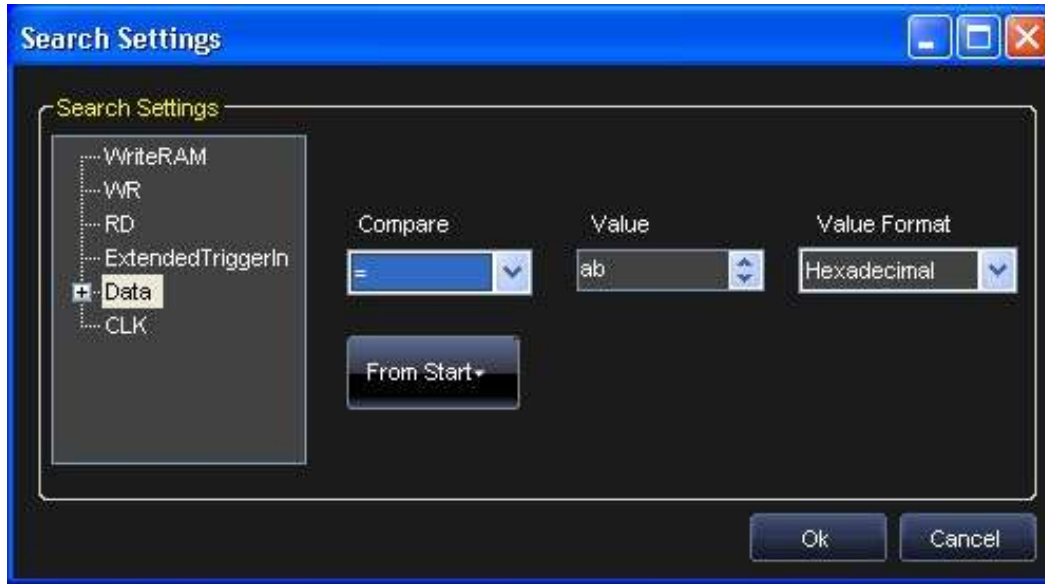 Search Settings
Search Settings
WriteRAM
WR
RD
ExtendedTriggerIn
Data
CLK
Compare
=
Value
ab
Value Format
Hexadecimal
From Start
Ok
Cancel